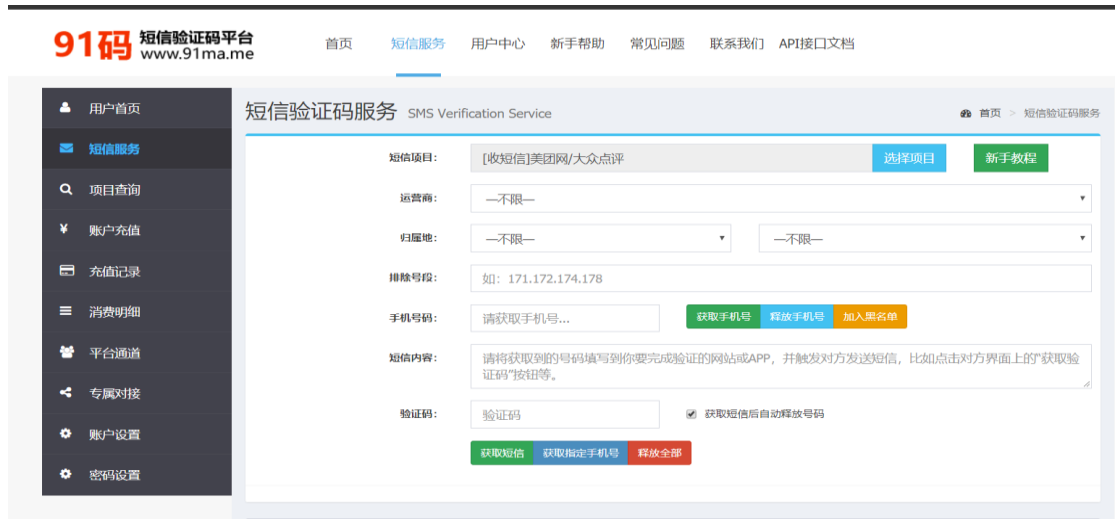 91码 短信验证码平台
www.91ma.me
首页 短信服务 用户中心 新手帮助 常见问题 联系我们 API接口文档
用户首页
短信服务
项目查询
账户充值
充值记录
消费明细
平台通道
专属对接
账户设置
密码设置
短信验证码服务 SMS Verification Service
首页 > 短信验证码服务
短信项目: [收短信]美团网/大众点评 选择项目 新手教程
运营商: —不限—
归属地: —不限— —不限—
排除号段: 如: 171.172.174.178
手机号码: 请获取手机号... 获取手机号 释放手机号 加入黑名单
短信内容: 请将获取到的号码填写到你要完成验证的网站或APP, 并触发对方发送短信, 比如点击对方界面上的"获取验
证码"按钮等。
验证码: 验证码 获取短信后自动释放号码
获取短信 获取指定手机号 释放全部